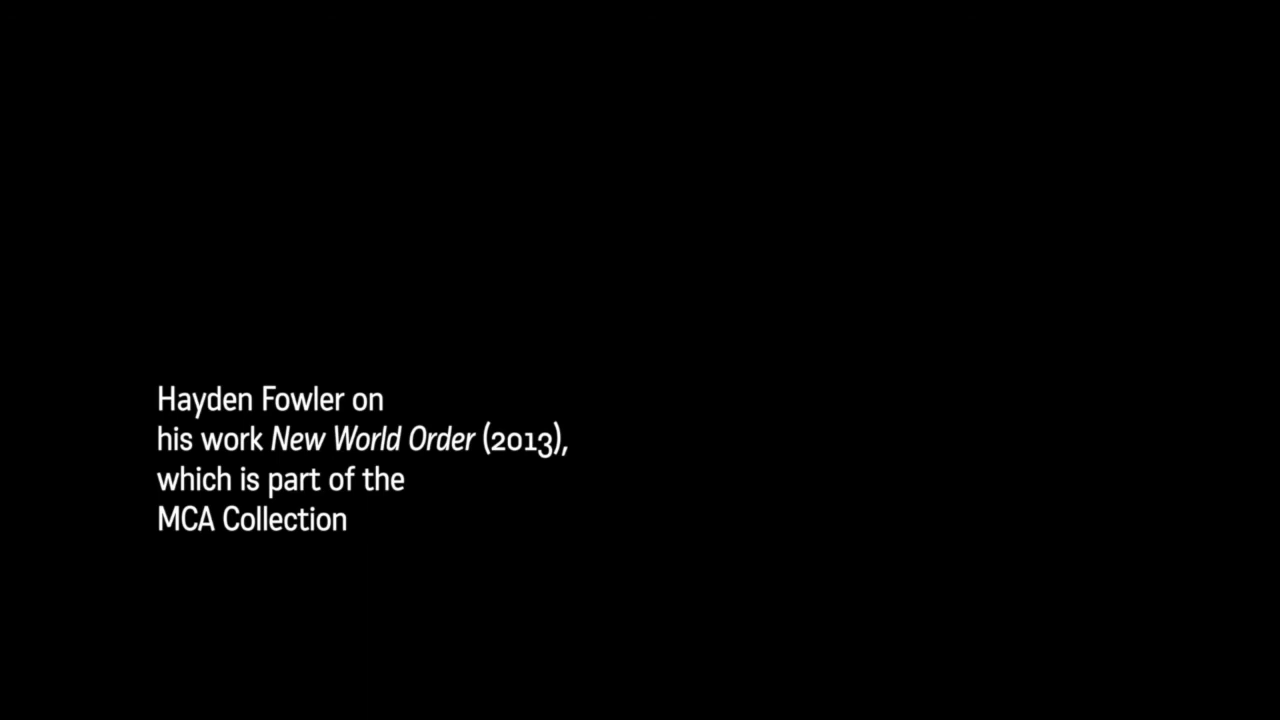 Hayden Fowler on
his work New World Order (2013),
which is part of the
MCA Collection